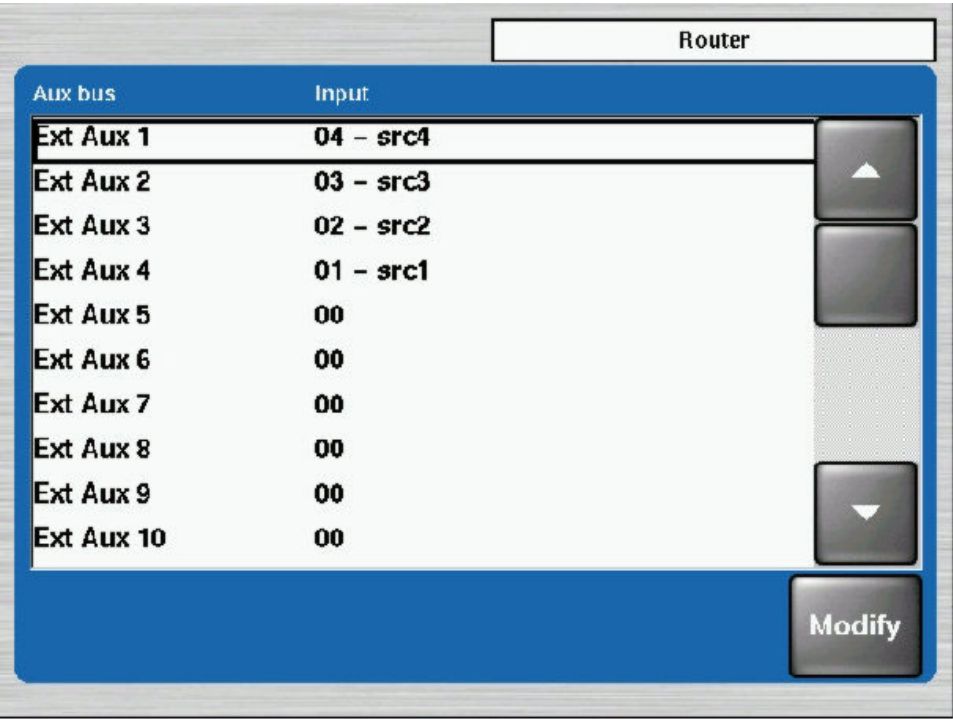 Router
Aux bus Input
Ext Aux 1 04 – src4
Ext Aux 2 03 – src3
Ext Aux 3 02 – src2
Ext Aux 4 01 – src1
Ext Aux 5 00
Ext Aux 6 00
Ext Aux 7 00
Ext Aux 8 00
Ext Aux 9 00
Ext Aux 10 00
Modify